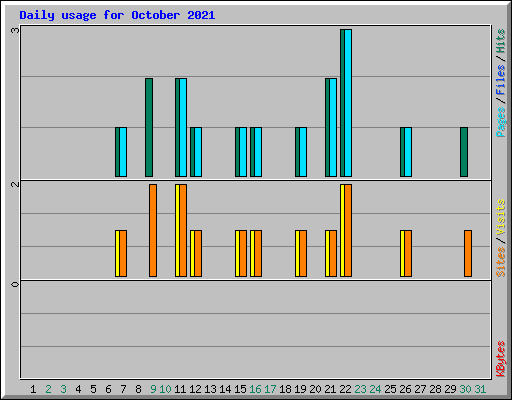 Daily usage for October 2021
3
2
0
Pages / Files / Hits
Sites / Visits
KBytes
1 2 3 4 5 6 7 8 9 10 11 12 13 14 15 16 17 18 19 20 21 22 23 24 25 26 27 28 29 30 31